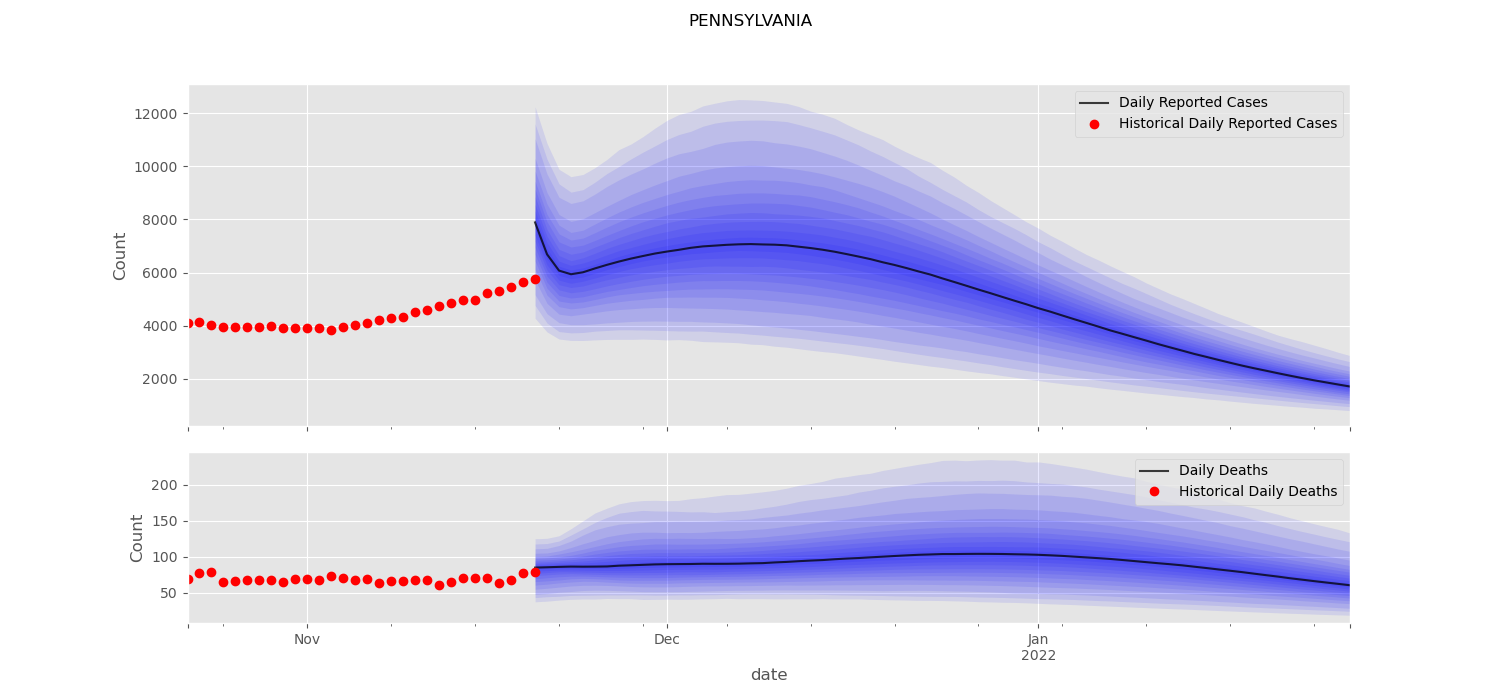 PENNSYLVANIA
Daily Reported Cases
Historical Daily Reported Cases
12000
10000
8000
6000
4000
2000
Count
Daily Deaths
Historical Daily Deaths
200
150
100
50
Count
Nov
Dec
Jan
2022
date